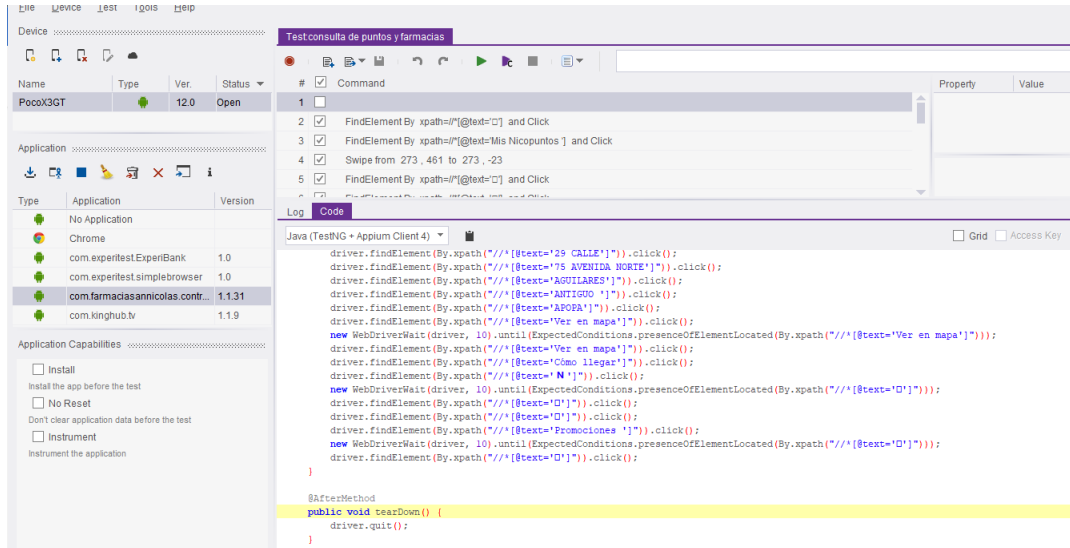 File Device Test Tools Help
Device
Name Type Ver. Status
PocoX3GT 12.0 Open
Application
Type Application Version
No Application
Chrome
com.experitest.ExperiBank 1.0
com.experitest.simplebrowser 1.0
com.farmaciasannicolas.contr... 1.1.31
com.kinghub.tv 1.1.9
Application Capabilities
Install
Install the app before the test
No Reset
Don't clear application data before the test
Instrument
Instrument the application
Test:consulta de puntos y farmacias
# Command
1
2 FindElement By xpath=//*[@text='□'] and Click
3 FindElement By xpath=//*[@text='Mis Nicopuntos '] and Click
4 Swipe from 273 , 461 to 273 , -23
5 FindElement By xpath=//*[@text='□'] and Click
Property Value
Log Code
Java (TestNG + Appium Client 4) Grid Access Key
driver.findElement(By.xpath("//*[@text='29 CALLE']")).click();
driver.findElement(By.xpath("//*[@text='75 AVENIDA NORTE']")).click();
driver.findElement(By.xpath("//*[@text='AGUILARES']")).click();
driver.findElement(By.xpath("//*[@text='ANTIGUO ']")).click();
driver.findElement(By.xpath("//*[@text='APOPA']")).click();
driver.findElement(By.xpath("//*[@text='Ver en mapa']")).click();
new WebDriverWait(driver, 10).until(ExpectedConditions.presenceOfElementLocated(By.xpath("//*[@text='Ver en mapa']")));
driver.findElement(By.xpath("//*[@text='Ver en mapa']")).click();
driver.findElement(By.xpath("//*[@text='Cómo llegar']")).click();
driver.findElement(By.xpath("//*[@text=' N ']")).click();
new WebDriverWait(driver, 10).until(ExpectedConditions.presenceOfElementLocated(By.xpath("//*[@text='□']")));
driver.findElement(By.xpath("//*[@text='□']")).click();
driver.findElement(By.xpath("//*[@text='□']")).click();
driver.findElement(By.xpath("//*[@text='Promociones ']")).click();
new WebDriverWait(driver, 10).until(ExpectedConditions.presenceOfElementLocated(By.xpath("//*[@text='□']")));
driver.findElement(By.xpath("//*[@text='□']")).click();
}
@AfterMethod
public void tearDown() {
driver.quit();
}